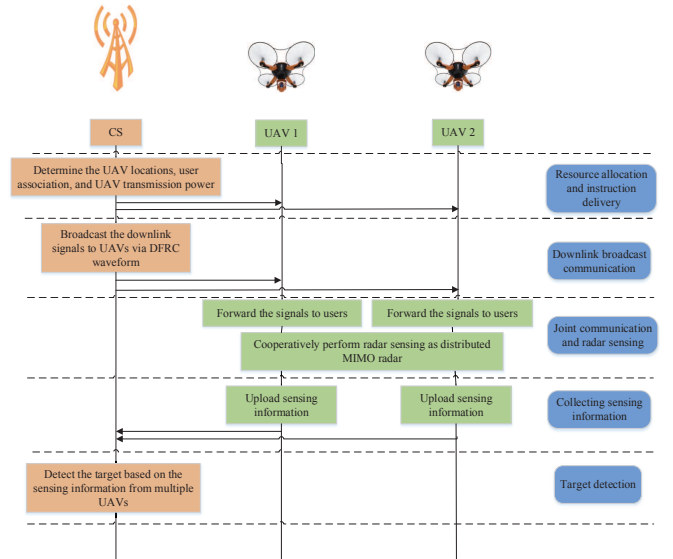 CS
UAV 1
UAV 2
Determine the UAV locations, user
association, and UAV transmission power
Resource allocation
and instruction
delivery
Broadcast the downlink
signals to UAVs via DFRC
waveform
Downlink broadcast
communication
Forward the signals to users
Forward the signals to users
Cooperatively perform radar sensing as distributed
MIMO radar
Joint communication
and radar sensing
Upload sensing
information
Upload sensing
information
Collecting sensing
information
Detect the target based on the
sensing information from multiple
UAVs
Target detection